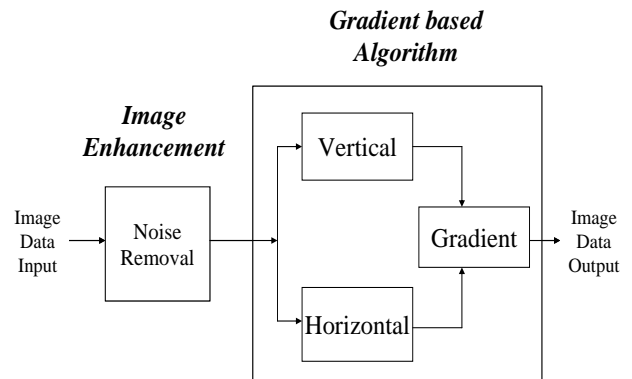 Gradient based
Algorithm
Image
Enhancement
Vertical
Image
Data
Input
Noise
Removal
Gradient
Image
Data
Output
Horizontal